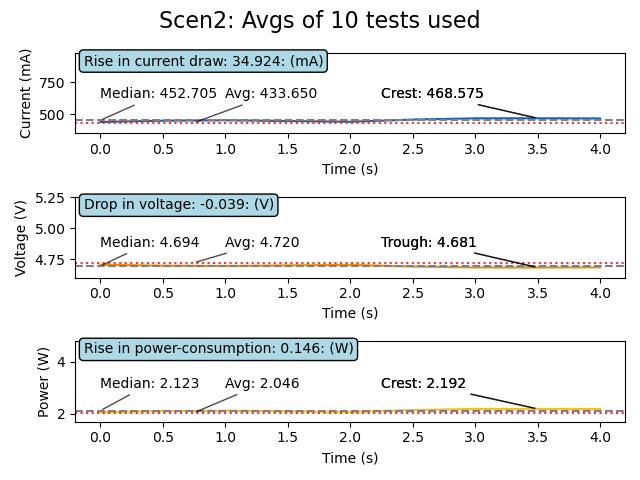 Scen2: Avgs of 10 tests used
Rise in current draw: 34.924: (mA)
Current (mA)
750
500
Median: 452.705
Avg: 433.650
Crest: 468.575
0.0 0.5 1.0 1.5 2.0 2.5 3.0 3.5 4.0
Time (s)
Drop in voltage: -0.039: (V)
Voltage (V)
5.25
5.00
4.75
Median: 4.694
Avg: 4.720
Trough: 4.681
0.0 0.5 1.0 1.5 2.0 2.5 3.0 3.5 4.0
Time (s)
Rise in power-consumption: 0.146: (W)
Power (W)
4
2
Median: 2.123
Avg: 2.046
Crest: 2.192
0.0 0.5 1.0 1.5 2.0 2.5 3.0 3.5 4.0
Time (s)